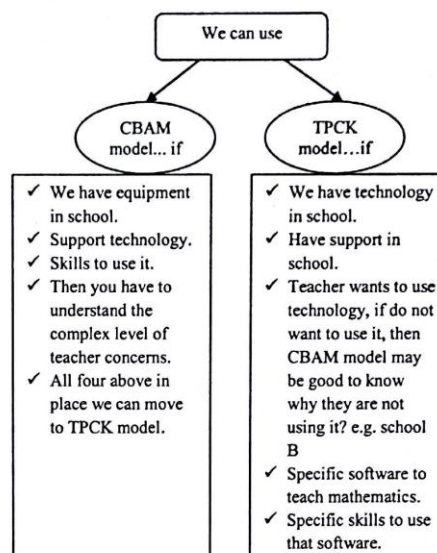 We can use
CBAM
model... if
TPCK
model...if
✓ We have equipment
in school.
✓ Support technology.
✓ Skills to use it.
✓ Then you have to
understand the
complex level of
teacher concerns.
✓ All four above in
place we can move
to TPCK model.
✓ We have technology
in school.
✓ Have support in
school.
✓ Teacher wants to use
technology, if do not
want to use it, then
CBAM model may
be good to know
why they are not
using it? e.g. school
B
✓ Specific software to
teach mathematics.
✓ Specific skills to use
that software.